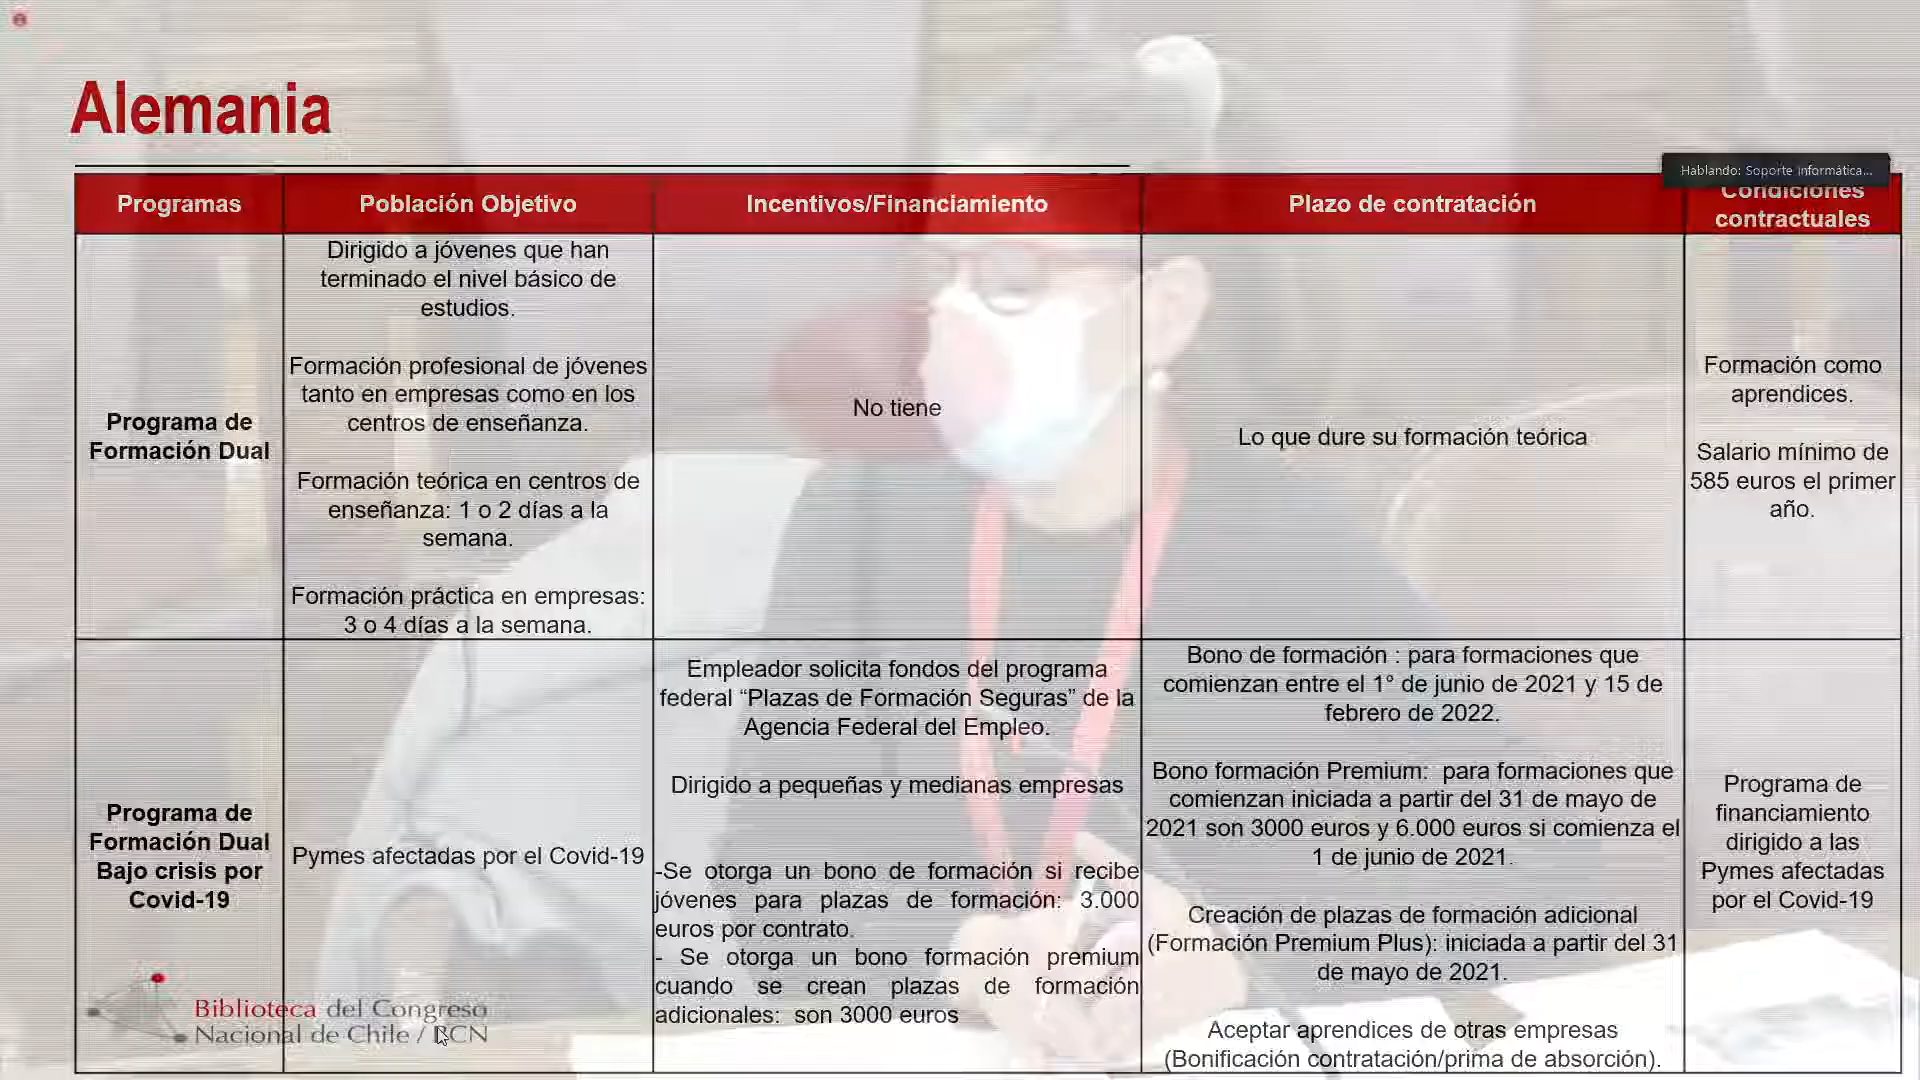 Alemania
Hablando: Soporte Informática...
Programas
Población Objetivo
Incentivos/Financiamiento
Plazo de contratación
Condiciones
contractuales
Programa de
Formación Dual
Dirigido a jóvenes que han
terminado el nivel básico de
estudios.
Formación profesional de jóvenes
tanto en empresas como en los
centros de enseñanza.
Formación teórica en centros de
enseñanza: 1 o 2 días a la
semana.
Formación práctica en empresas:
3 o 4 días a la semana.
No tiene
Lo que dure su formación teórica
Formación como
aprendices.
Salario mínimo de
585 euros el primer
año.
Programa de
Formación Dual
Bajo crisis por
Covid-19
Pymes afectadas por el Covid-19
Empleador solicita fondos del programa
federal “Plazas de Formación Seguras” de la
Agencia Federal del Empleo.
Dirigido a pequeñas y medianas empresas
-Se otorga un bono de formación si recibe
jóvenes para plazas de formación: 3.000
euros por contrato.
- Se otorga un bono formación premium
cuando se crean plazas de formación
adicionales: son 3000 euros
Bono de formación : para formaciones que
comienzan entre el 1° de junio de 2021 y 15 de
febrero de 2022.
Bono formación Premium: para formaciones que
comienzan iniciada a partir del 31 de mayo de
2021 son 3000 euros y 6.000 euros si comienza el
1 de junio de 2021.
Creación de plazas de formación adicional
(Formación Premium Plus): iniciada a partir del 31
de mayo de 2021.
Aceptar aprendices de otras empresas
(Bonificación contratación/prima de absorción).
Programa de
financiamiento
dirigido a las
Pymes afectadas
por el Covid-19
Biblioteca del Congreso
Nacional de Chile / BCN